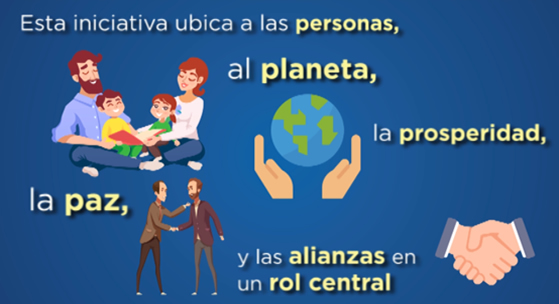 Esta iniciativa ubica a las personas,
al planeta,
la prosperidad,
la paz,
y las alianzas en
un rol central